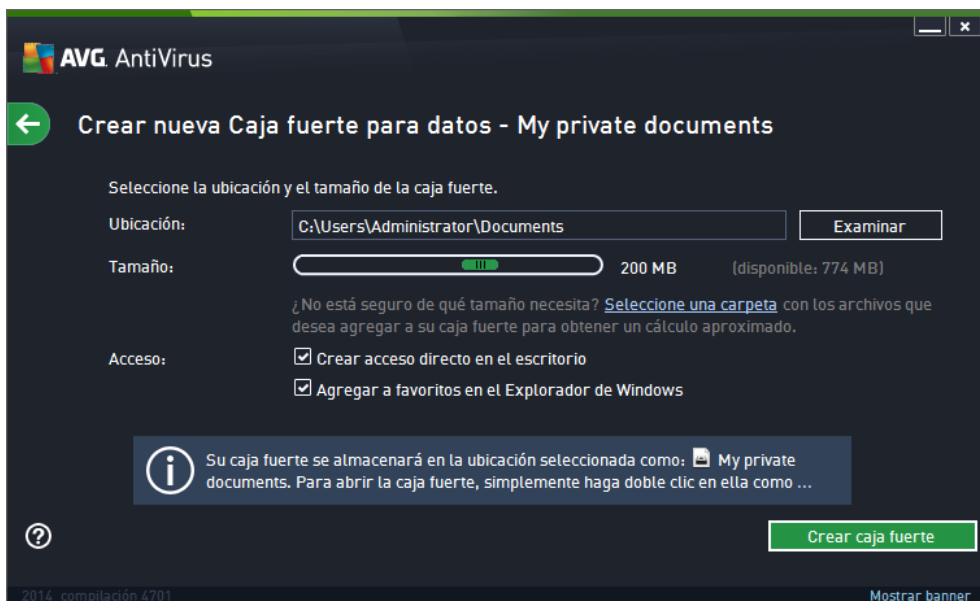 AVG AntiVirus
Crear nueva Caja fuerte para datos - My private documents
Seleccione la ubicación y el tamaño de la caja fuerte.
Ubicación: C:\Users\Administrator\Documents Examinar
Tamaño: 200 MB (disponible: 774 MB)
¿No está seguro de qué tamaño necesita? Seleccione una carpeta con los archivos que
desea agregar a su caja fuerte para obtener un cálculo aproximado.
Acceso: Crear acceso directo en el escritorio
Agregar a favoritos en el Explorador de Windows
Su caja fuerte se almacenará en la ubicación seleccionada como: My private
documents. Para abrir la caja fuerte, simplemente haga doble clic en ella como ...
Crear caja fuerte
2014 compilación 4701 Mostrar banner